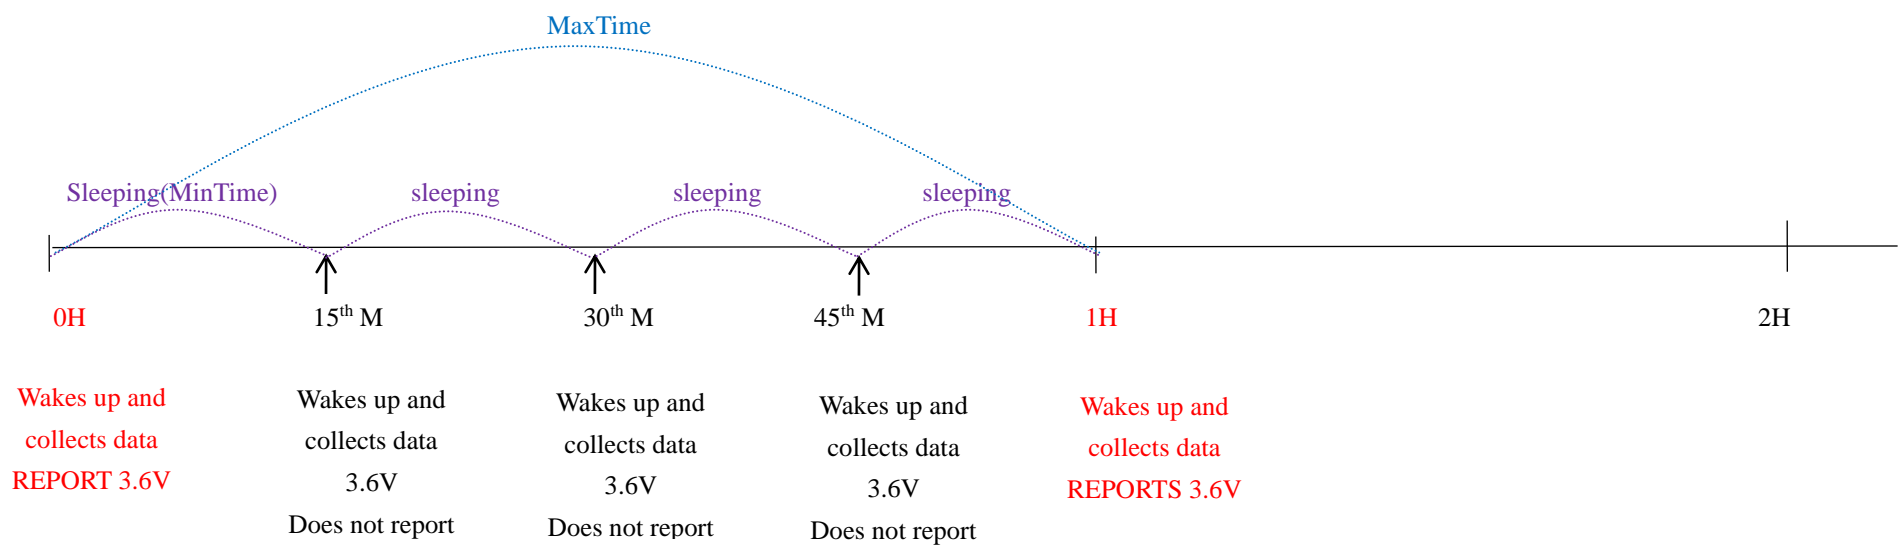 MaxTime
Sleeping(MinTime)
sleeping
sleeping
sleeping
0H
15th M
30th M
45th M
1H
2H
Wakes up and
collects data
REPORT 3.6V
Wakes up and
collects data
3.6V
Does not report
Wakes up and
collects data
3.6V
Does not report
Wakes up and
collects data
3.6V
Does not report
Wakes up and
collects data
REPORTS 3.6V